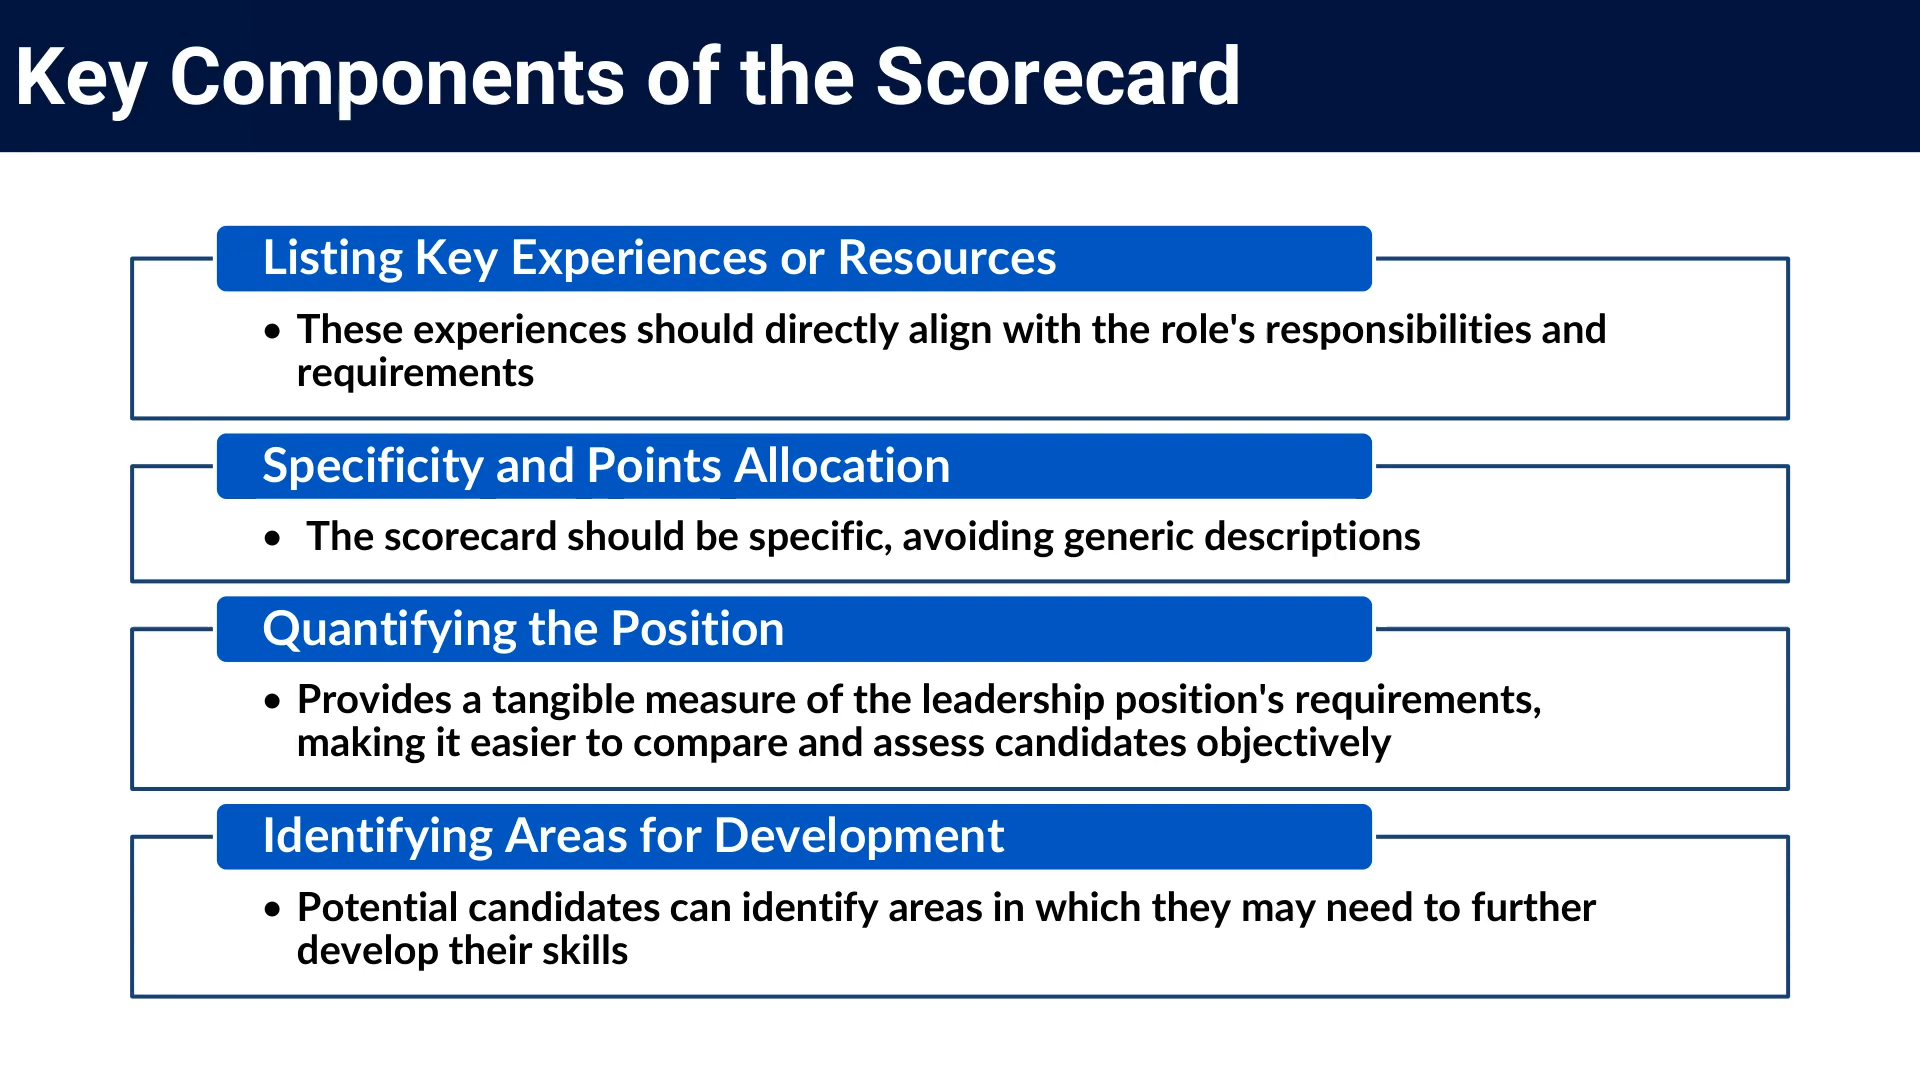 Key Components of the Scorecard
Listing Key Experiences or Resources
• These experiences should directly align with the role's responsibilities and
requirements
Specificity and Points Allocation
• The scorecard should be specific, avoiding generic descriptions
Quantifying the Position
• Provides a tangible measure of the leadership position's requirements,
making it easier to compare and assess candidates objectively
Identifying Areas for Development
• Potential candidates can identify areas in which they may need to further
develop their skills